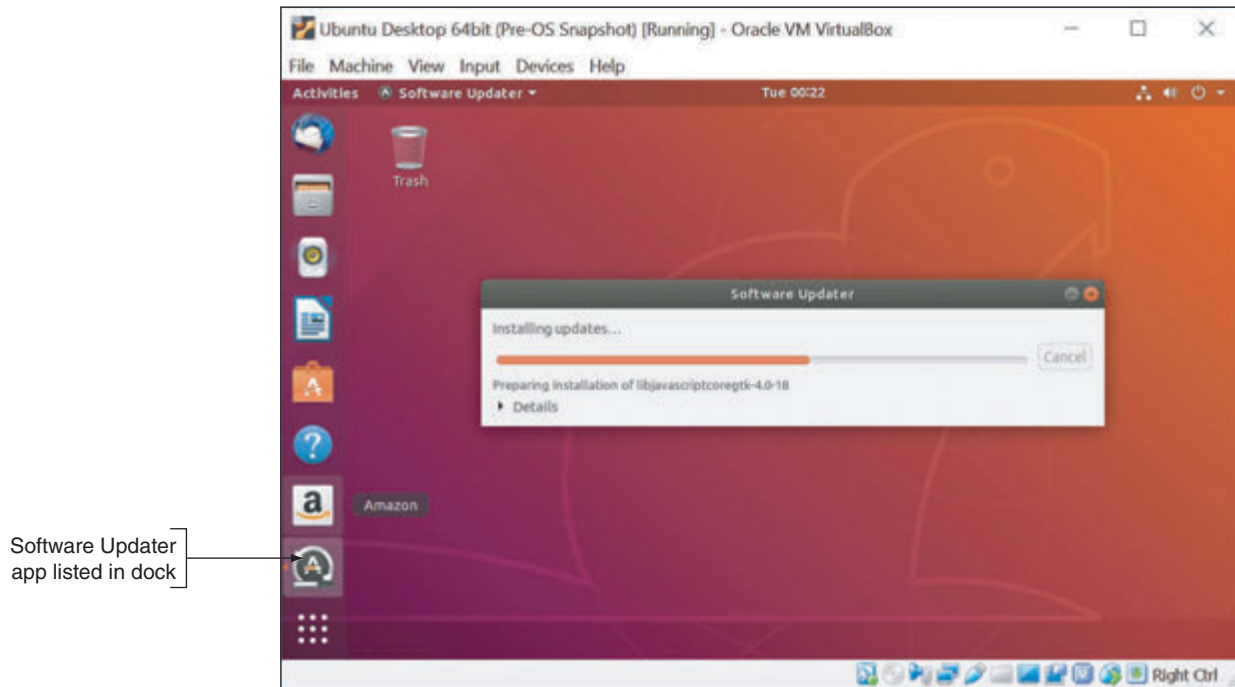 Ubuntu Desktop 64bit (Pre-OS Snapshot) [Running] - Oracle VM VirtualBox
File Machine View Input Devices Help
Activities Software Updater Tue 00:22
Trash
Software Updater
Installing updates...
Cancel
Preparing installation of libjavascriptcoregtk-4.0-18
Details
a Amazon
Software Updater
app listed in dock
Right Ctrl